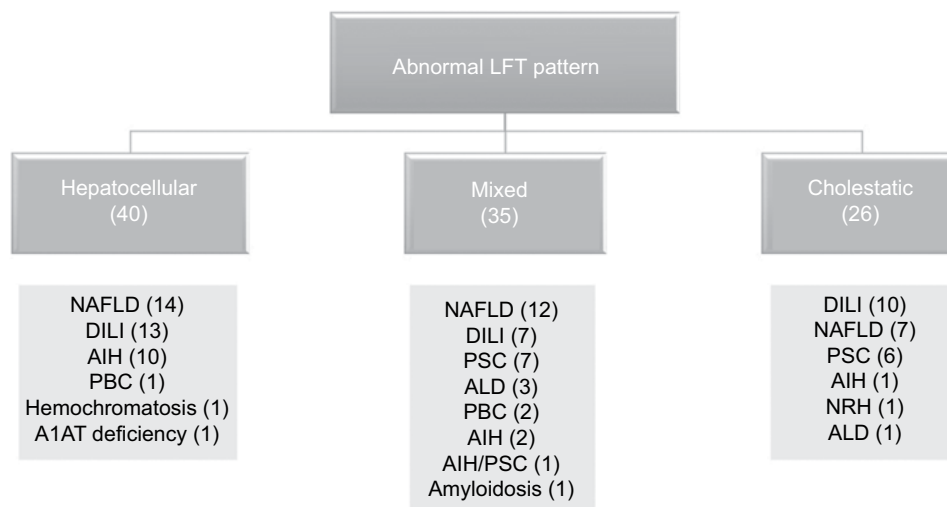 Abnormal LFT pattern
Hepatocellular
(40)
NAFLD (14)
DILI (13)
AIH (10)
PBC (1)
Hemochromatosis (1)
A1AT deficiency (1)
Mixed
(35)
NAFLD (12)
DILI (7)
PSC (7)
ALD (3)
PBC (2)
AIH (2)
AIH/PSC (1)
Amyloidosis (1)
Cholestatic
(26)
DILI (10)
NAFLD (7)
PSC (6)
AIH (1)
NRH (1)
ALD (1)